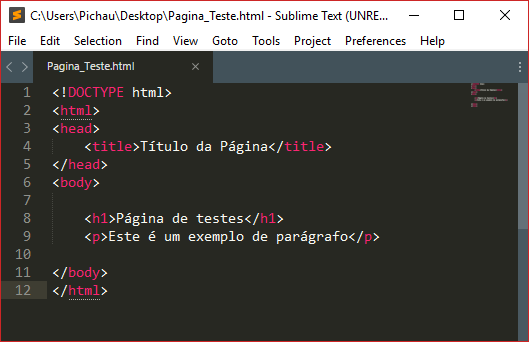 C:\Users\Pichau\Desktop\Pagina_Teste.html - Sublime Text (UNRE...
File Edit Selection Find View Goto Tools Project Preferences Help
Pagina_Teste.html
1 <!DOCTYPE html>
2 <html>
3 <head>
4 <title>Título da Página</title>
5 </head>
6 <body>
7
8 <h1>Página de testes</h1>
9 <p>Este é um exemplo de parágrafo</p>
10
11 </body>
12 </html>